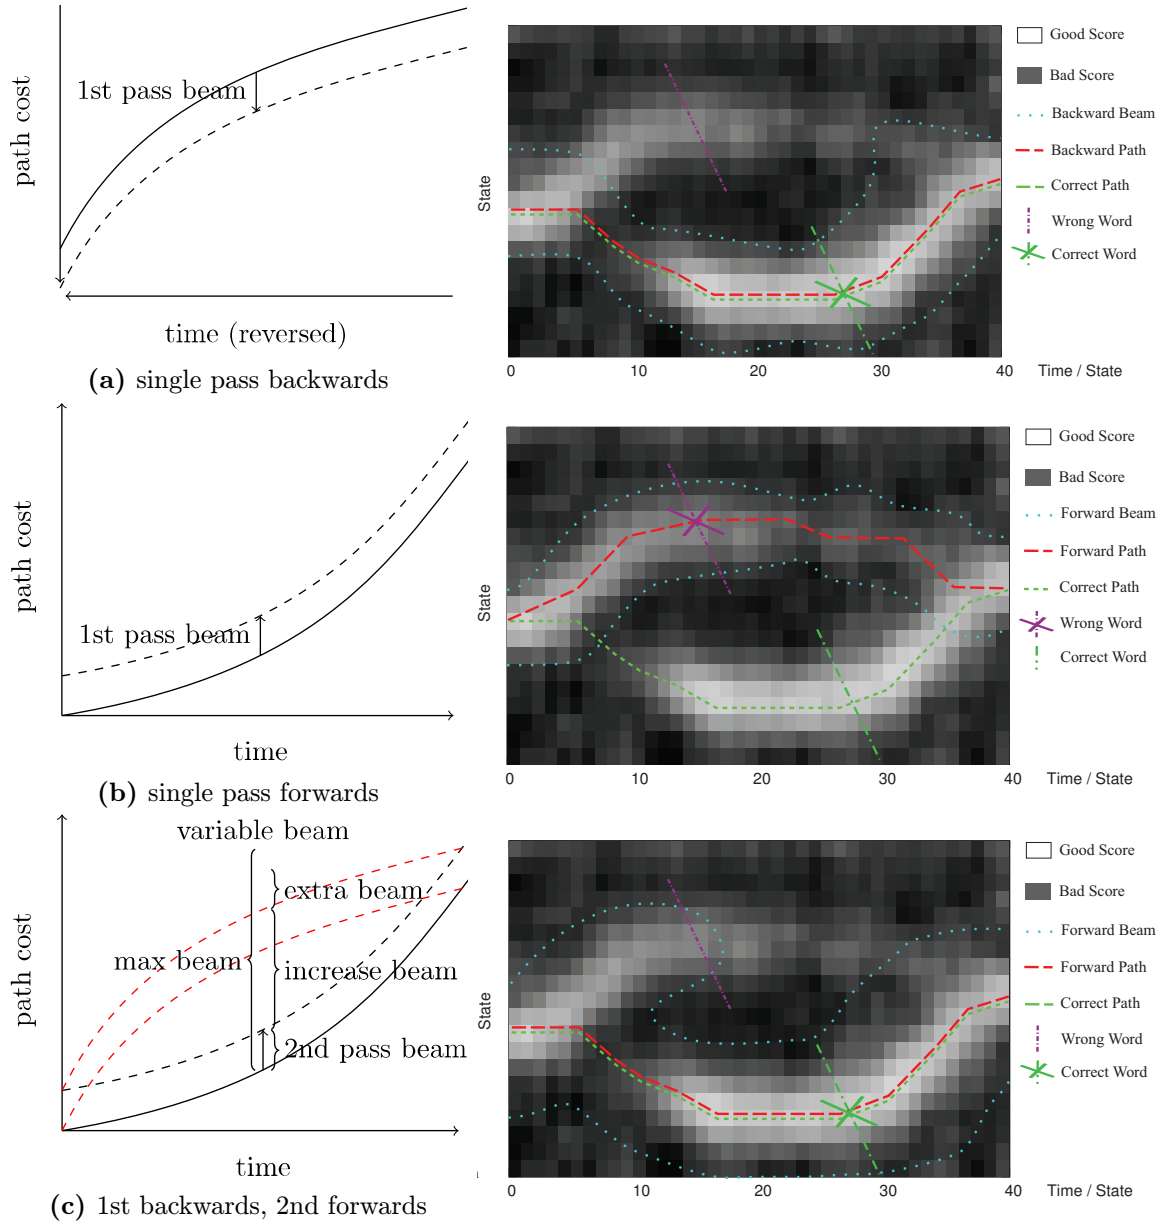 path cost
1st pass beam
time (reversed)
(a) single pass backwards
State
0 10 20 30 40 Time / State
Good Score
Bad Score
Backward Beam
Backward Path
Correct Path
Wrong Word
Correct Word
path cost
1st pass beam
time
(b) single pass forwards
State
0 10 20 30 40 Time / State
Good Score
Bad Score
Forward Beam
Forward Path
Correct Path
Wrong Word
Correct Word
path cost
variable beam
extra beam
max beam
increase beam
2nd pass beam
time
(c) 1st backwards, 2nd forwards
State
0 10 20 30 40 Time / State
Good Score
Bad Score
Forward Beam
Forward Path
Correct Path
Wrong Word
Correct Word